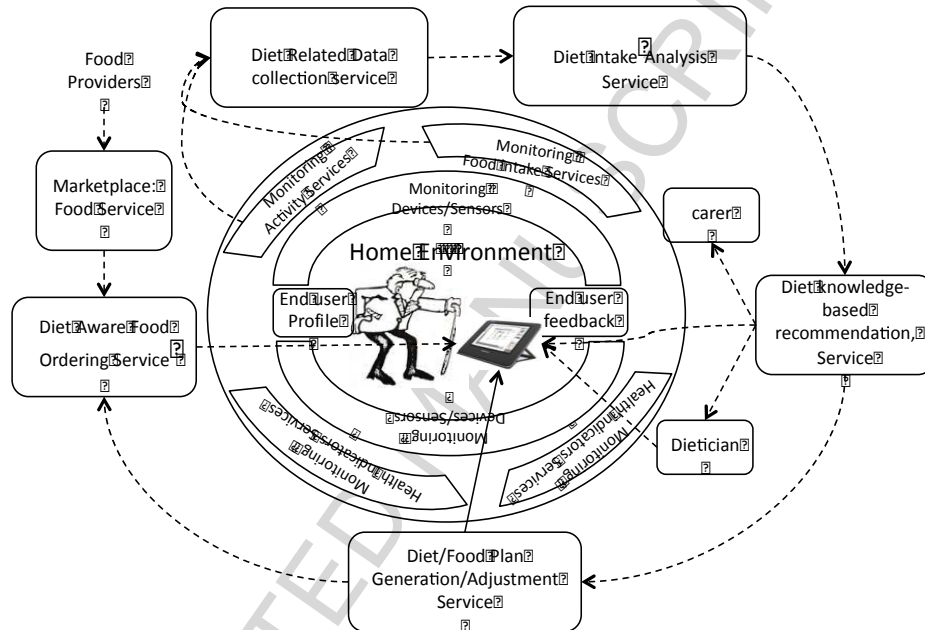 Food
Providers
Diet Related Data
collection service
Diet Intake Analysis
Service
Marketplace:
Food Service
Monitoring
Activity Services
Monitoring
Food Intake Services
Monitoring
Devices/Sensors
carer
Home Environment
End user
Profile
End user
feedback
Diet knowledge-
based
recommendation,
Service
Diet Aware Food
Ordering Service
Monitoring
Devices/Sensors
Monitoring
Health Indicators Services
Monitoring
Health Indicators Services
Dietician
Diet/Food Plan
Generation/Adjustment
Service